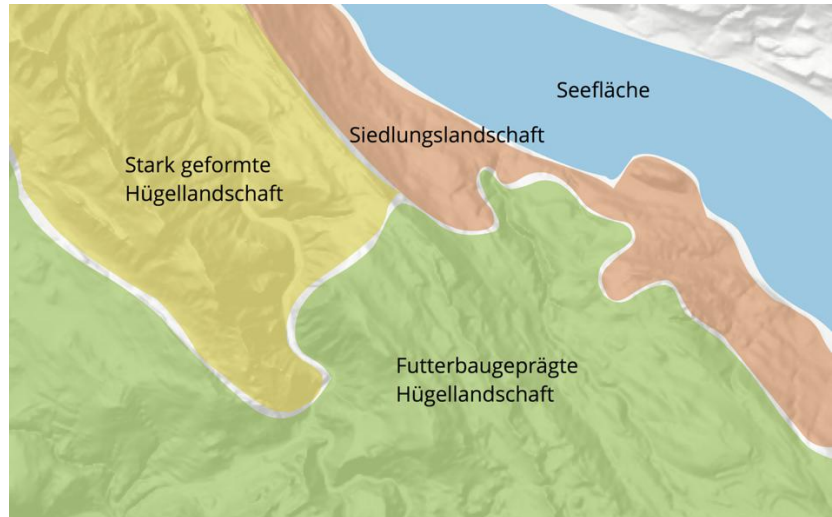 Seefläche
Siedlungslandschaft
Stark geformte
Hügellandschaft
Futterbaugeprägte
Hügellandschaft